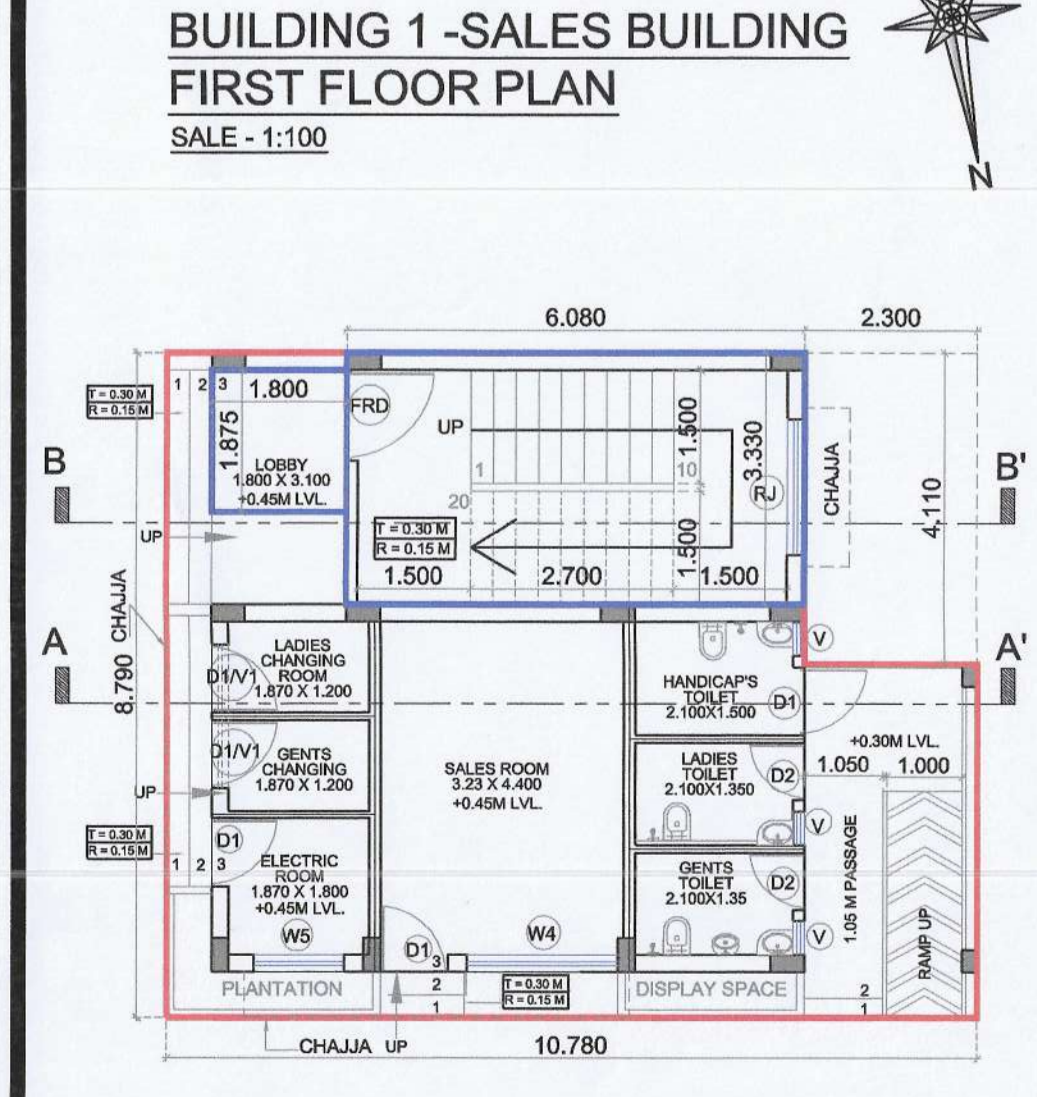 BUILDING 1 -SALES BUILDING
FIRST FLOOR PLAN
SALE - 1:100
N
6.080
2.300
1 2 3
1.800
T = 0.30 M
R = 0.15 M
1.875
FRD
UP
1.500
3.330
CHAJJA
B
B'
LOBBY
1.800 X 3.100
+0.45M LVL.
1
10
RJ
20
4.110
UP
T = 0.30 M
R = 0.15 M
1.500
1.500
2.700
1.500
CHAJJA
8.790
A
A'
LADIES
CHANGING
ROOM
1.870 X 1.200
D1/V1
V
HANDICAP'S
TOILET
2.100X1.500
D1
D1/V1
GENTS
CHANGING
1.870 X 1.200
SALES ROOM
3.23 X 4.400
+0.45M LVL.
LADIES
TOILET
2.100X1.350
D2
+0.30M LVL.
1.050
1.000
UP
T = 0.30 M
R = 0.15 M
D1
V
1 2 3
ELECTRIC
ROOM
1.870 X 1.800
+0.45M LVL.
GENTS
TOILET
2.100X1.35
D2
1.05 M PASSAGE
RAMP UP
W5
D1
W4
V
3
2
1
PLANTATION
T = 0.30 M
R = 0.15 M
DISPLAY SPACE
2
1
CHAJJA
UP
10.780